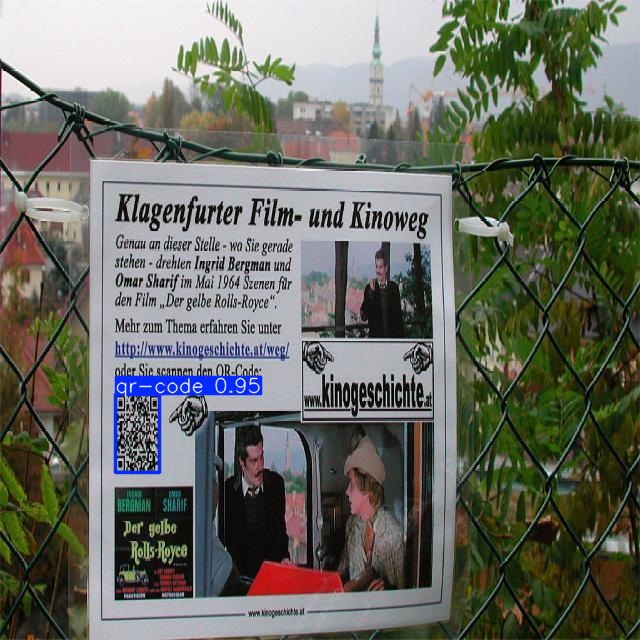 Klagenfurter Film- und Kinoweg
Genau an dieser Stelle - wo Sie gerade
stehen - drehten Ingrid Bergman und
Omar Sharif im Mai 1964 Szenen für
den Film „Der gelbe Rolls-Royce“.
Mehr zum Thema erfahren Sie unter
http://www.kinogeschichte.at/weg/
oder Sie scannen den QR-Code:
qr-code 0.95
www.kinogeschichte.at
INGRID OMAR
BERGMAN SHARIF
Der gelbe
Rolls-Royce
www.kinogeschichte.at